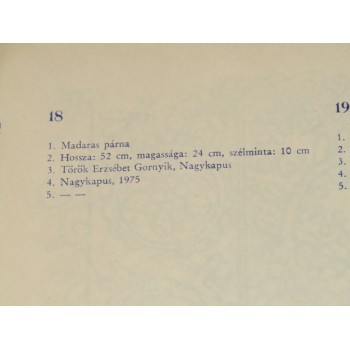 18
1. Madaras párna
2. Hossza: 52 cm, magassága: 24 cm, szélminta: 10 cm
3. Török Erzsébet Gornyik, Nagykapus
4. Nagykapus, 1975
5. — —
19
1.
2.
3.
4.
5.